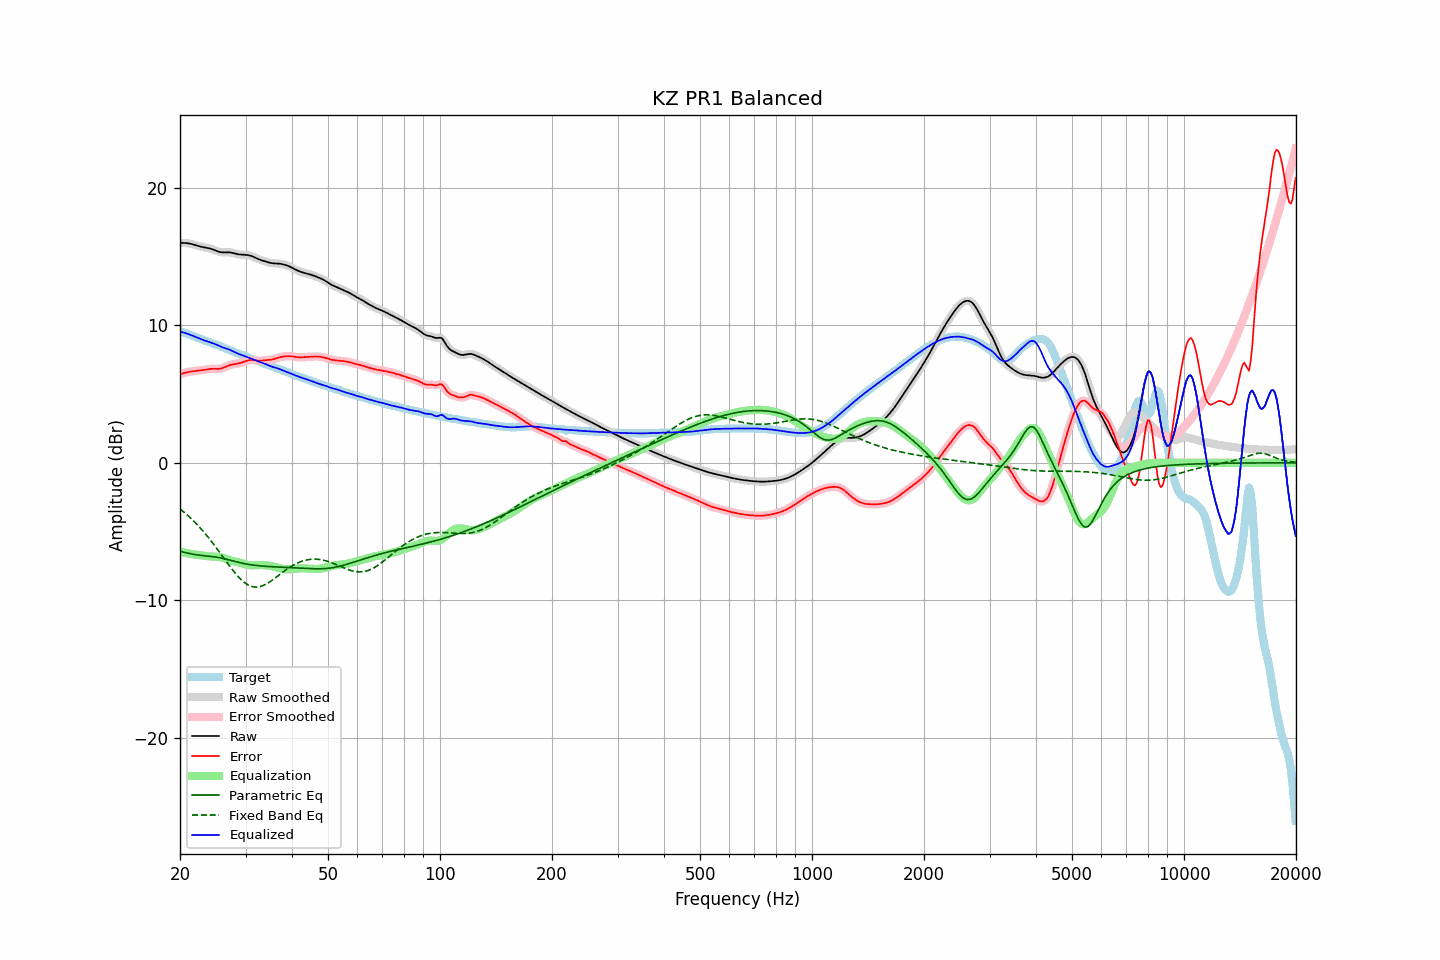 KZ PR1 Balanced
Amplitude (dBr)
20
10
0
−10
−20
Target
Raw Smoothed
Error Smoothed
Raw
Error
Equalization
Parametric Eq
Fixed Band Eq
Equalized
20 50 100 200 500 1000 2000 5000 10000 20000
Frequency (Hz)